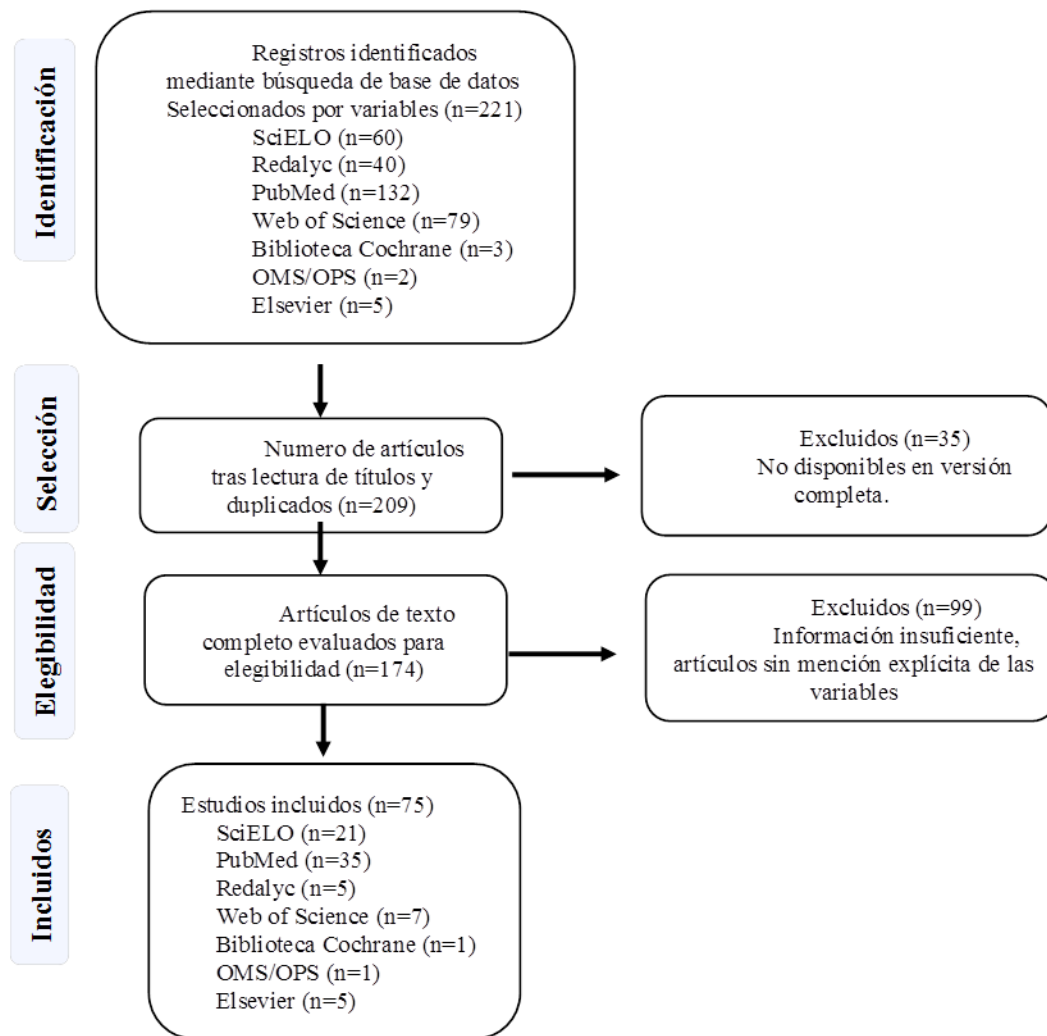 Identificación
Registros identificados
mediante búsqueda de base de datos
Seleccionados por variables (n=221)
SciELO (n=60)
Redalyc (n=40)
PubMed (n=132)
Web of Science (n=79)
Biblioteca Cochrane (n=3)
OMS/OPS (n=2)
Elsevier (n=5)
Selección
Numero de artículos
tras lectura de títulos y
duplicados (n=209)
Excluidos (n=35)
No disponibles en versión
completa.
Elegibilidad
Artículos de texto
completo evaluados para
elegibilidad (n=174)
Excluidos (n=99)
Información insuficiente,
artículos sin mención explícita de las
variables
Incluidos
Estudios incluidos (n=75)
SciELO (n=21)
PubMed (n=35)
Redalyc (n=5)
Web of Science (n=7)
Biblioteca Cochrane (n=1)
OMS/OPS (n=1)
Elsevier (n=5)